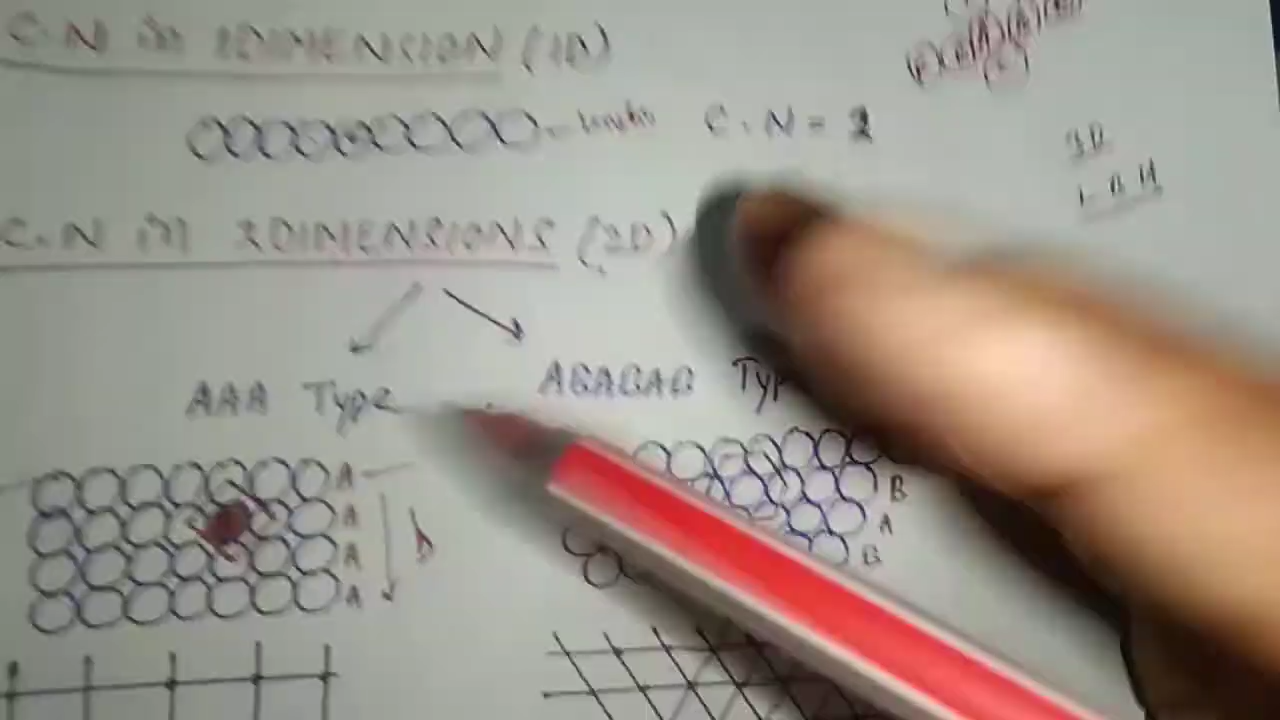 C.N in 1DIMENSION (1D)
C.N = 2
C.N in 2DIMENSIONS (2D)
AAA Type
ABABAB Typ
A
A
A
A
b
B
A
B